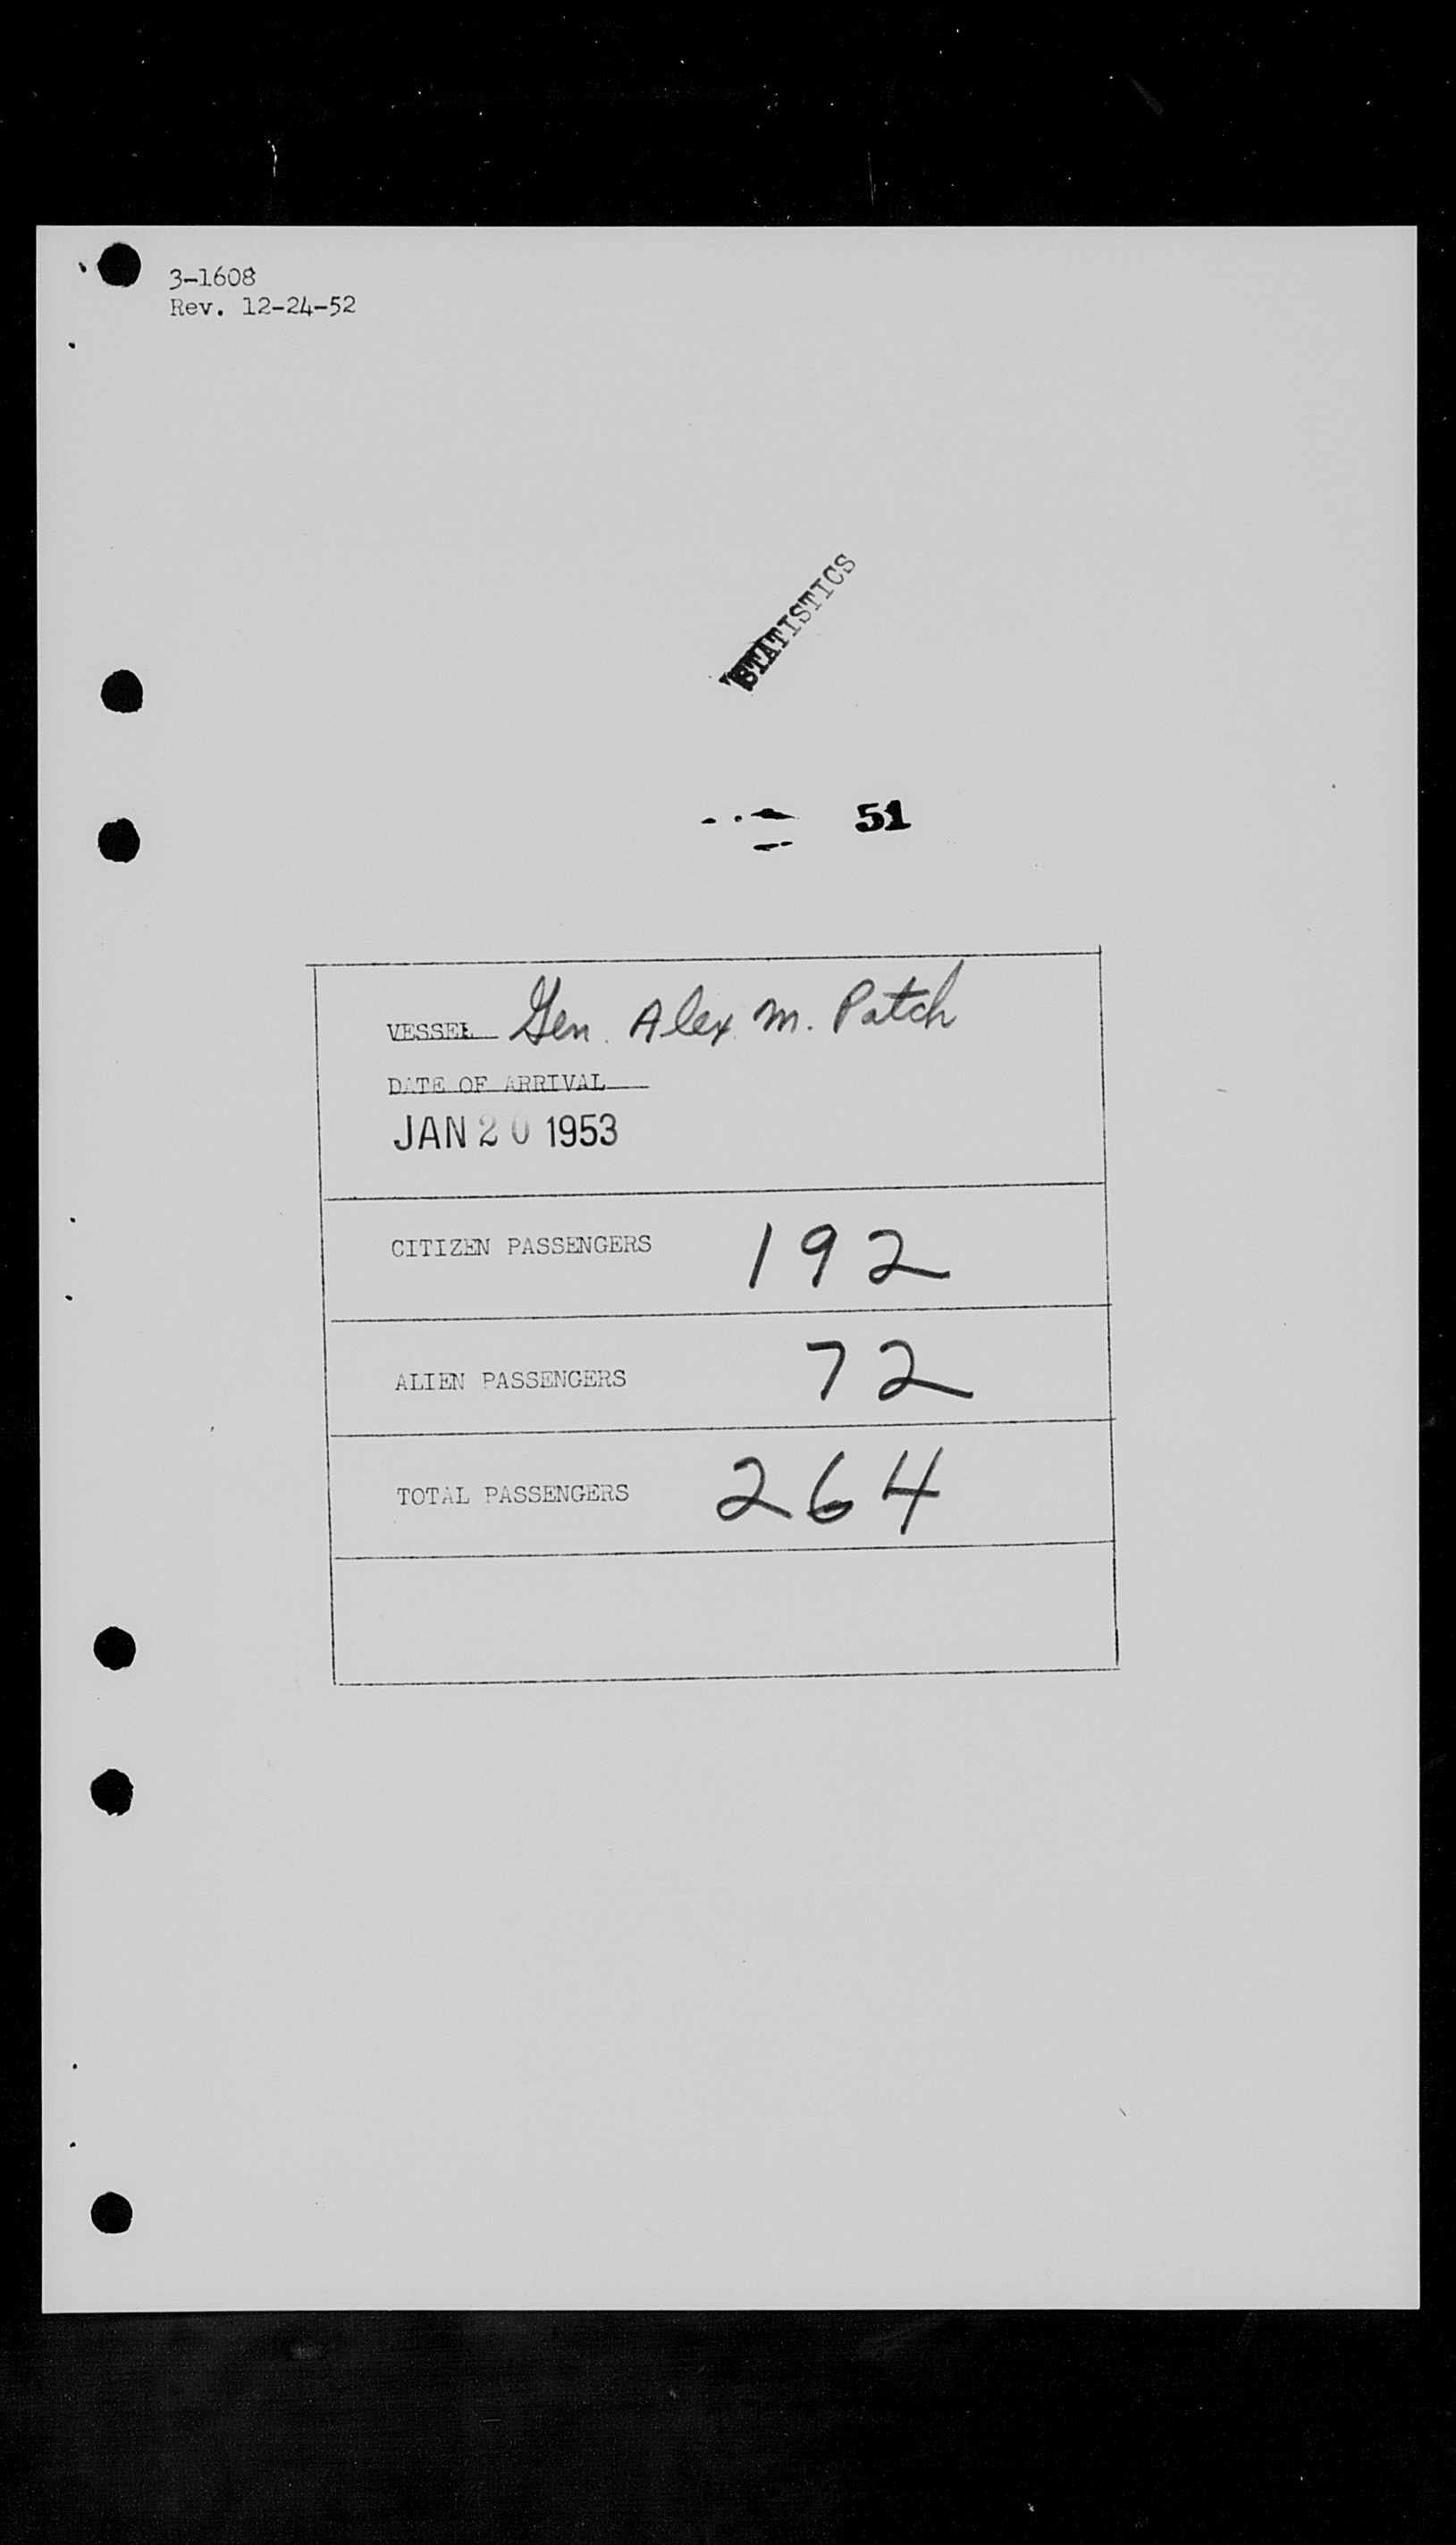 3-1608
Rev. 12-24-52
STATISTICS
51
VESSEL Gen. Alex. M. Patch
DATE OF ARRIVAL
JAN 20 1953
CITIZEN PASSENGERS 192
ALIEN PASSENGERS 72
TOTAL PASSENGERS 264